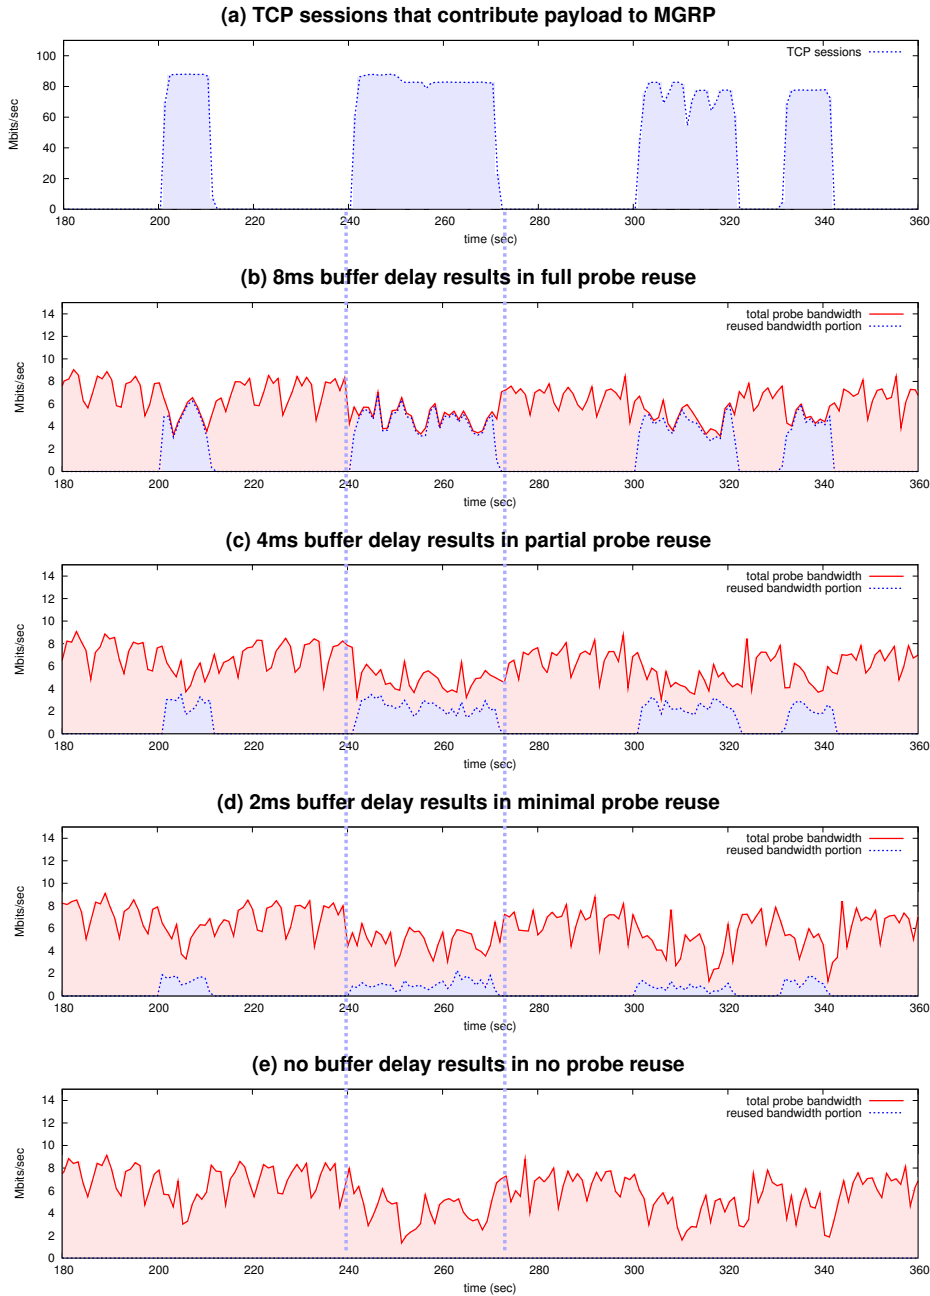 (a) TCP sessions that contribute payload to MGRP
TCP sessions
Mbits/sec
100
80
60
40
20
0
180 200 220 240 260 280 300 320 340 360
time (sec)
(b) 8ms buffer delay results in full probe reuse
total probe bandwidth
reused bandwidth portion
Mbits/sec
14
12
10
8
6
4
2
0
180 200 220 240 260 280 300 320 340 360
time (sec)
(c) 4ms buffer delay results in partial probe reuse
total probe bandwidth
reused bandwidth portion
Mbits/sec
14
12
10
8
6
4
2
0
180 200 220 240 260 280 300 320 340 360
time (sec)
(d) 2ms buffer delay results in minimal probe reuse
total probe bandwidth
reused bandwidth portion
Mbits/sec
14
12
10
8
6
4
2
0
180 200 220 240 260 280 300 320 340 360
time (sec)
(e) no buffer delay results in no probe reuse
total probe bandwidth
reused bandwidth portion
Mbits/sec
14
12
10
8
6
4
2
0
180 200 220 240 260 280 300 320 340 360
time (sec)